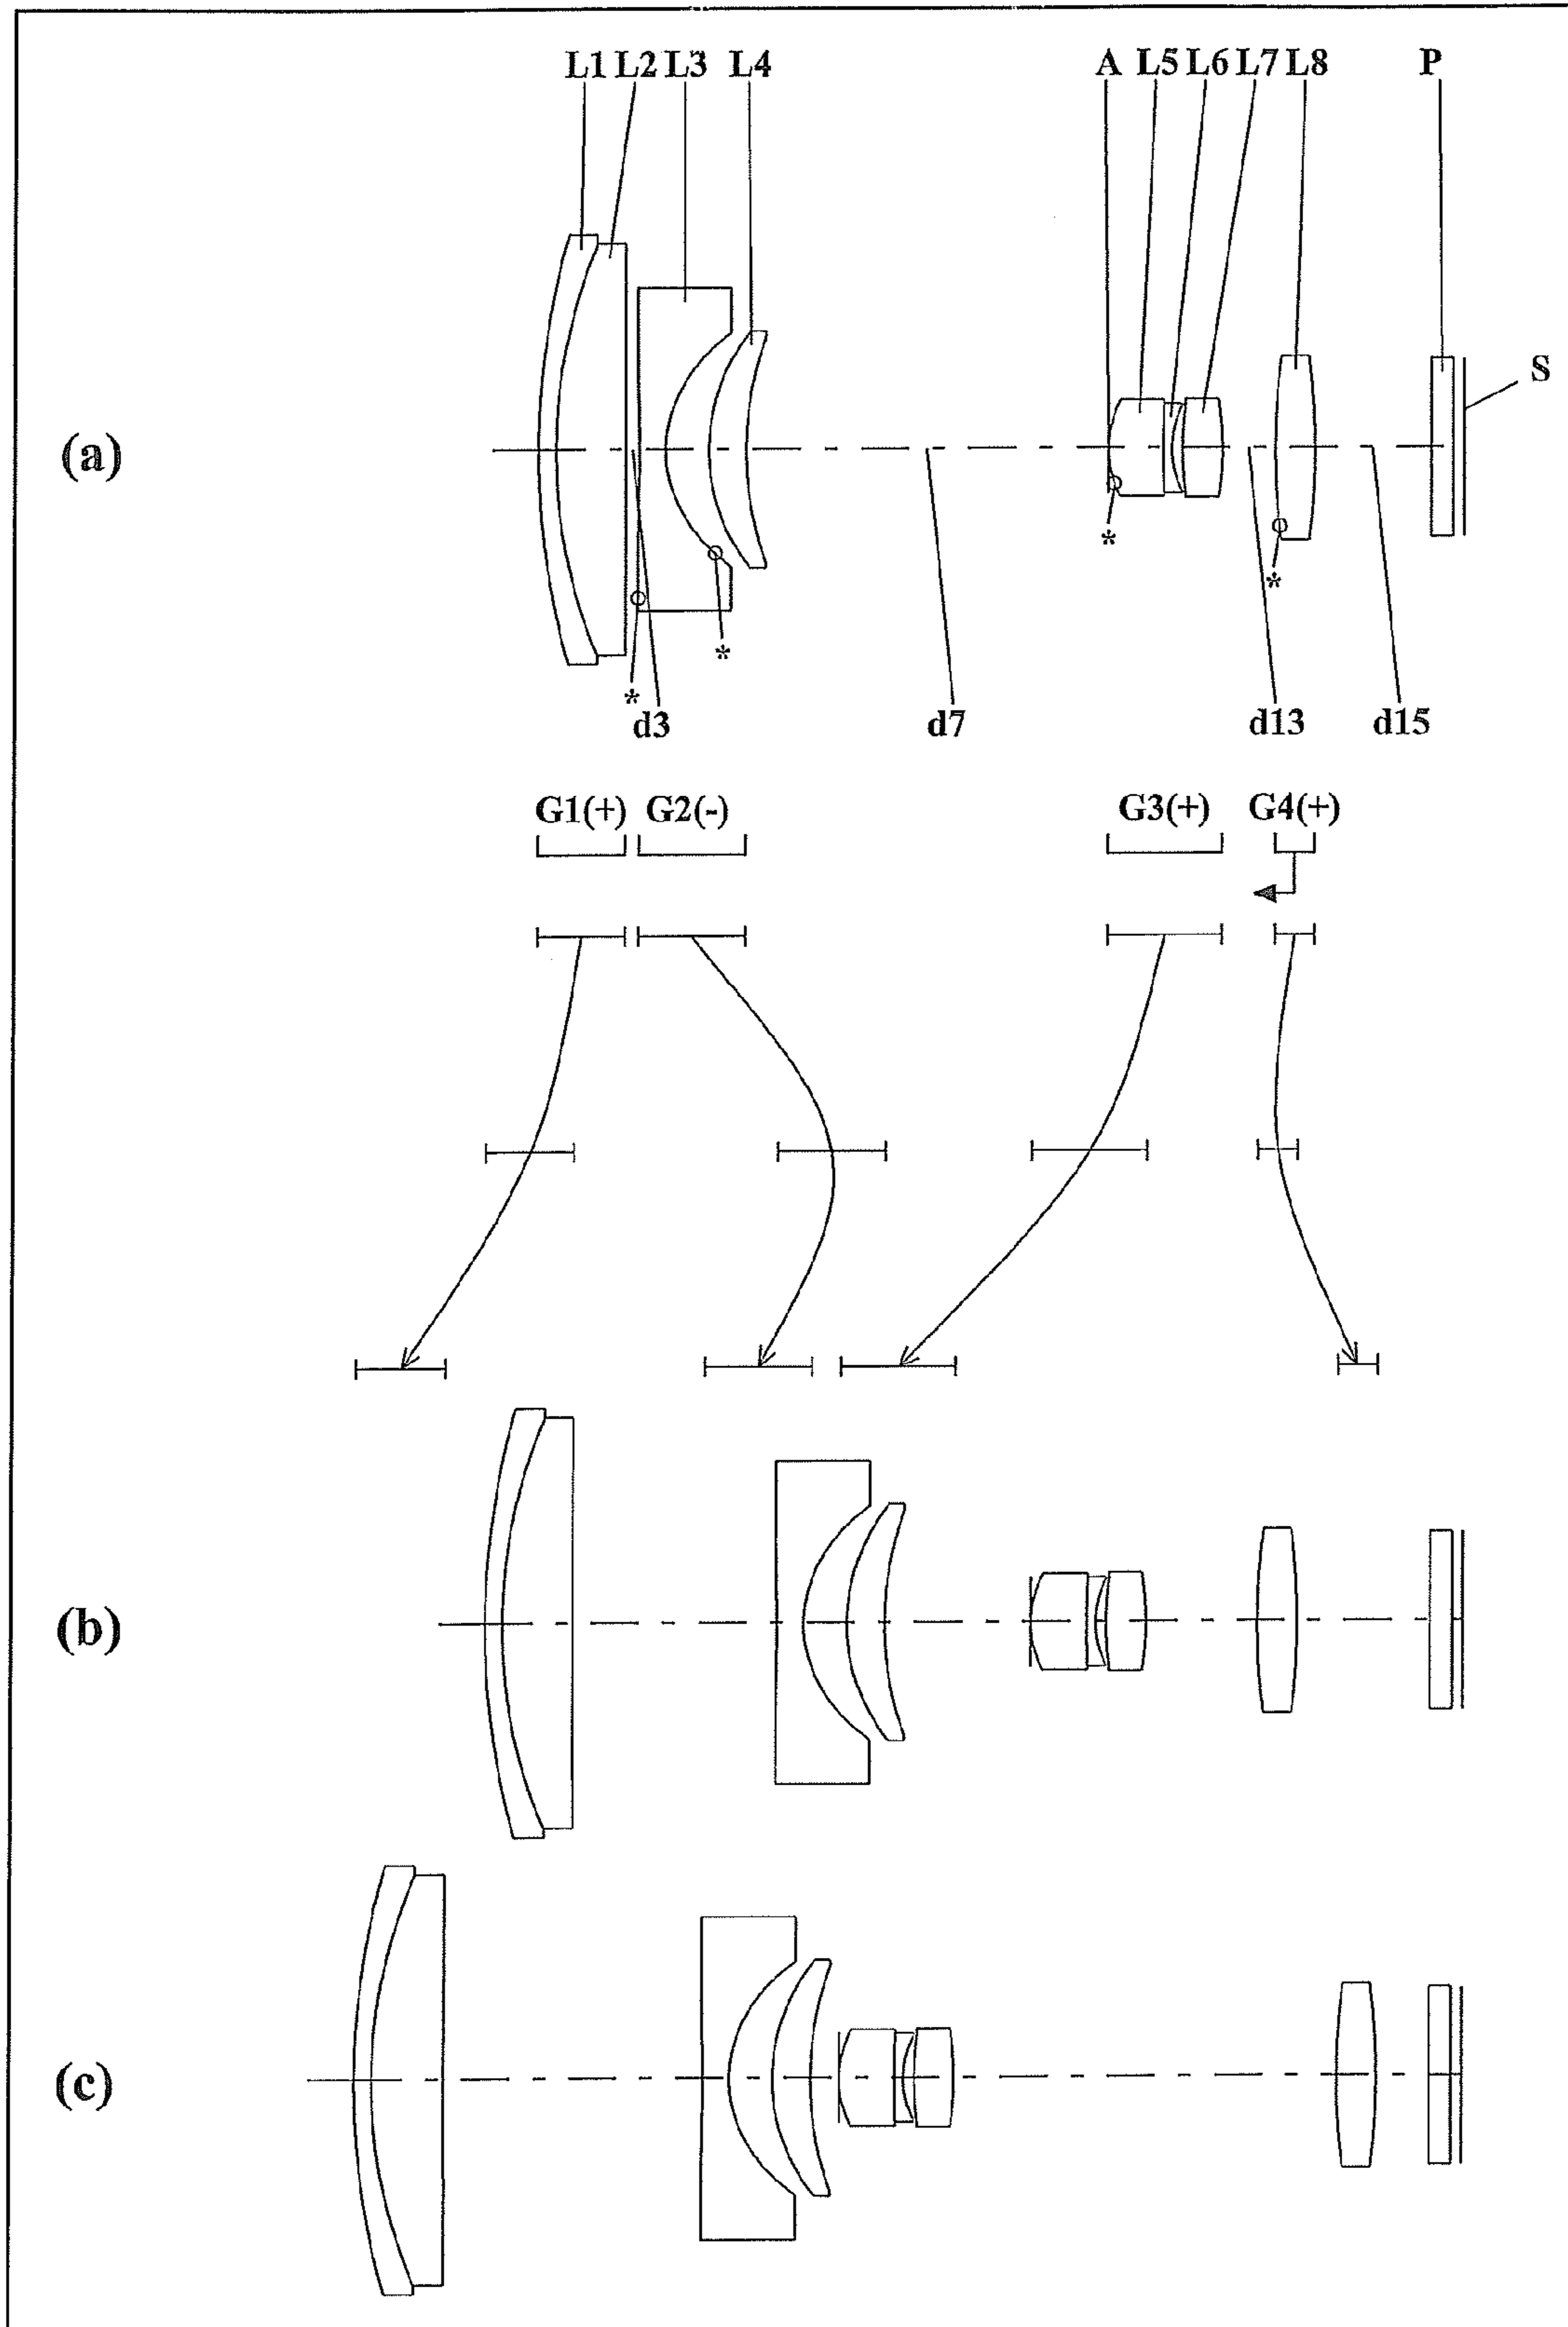 L1 L2 L3 L4 A L5 L6 L7 L8 P
S
(a)
*
*
*
*
d3 d7 d13 d15
G1(+) G2(-) G3(+) G4(+)
(b)
(c)